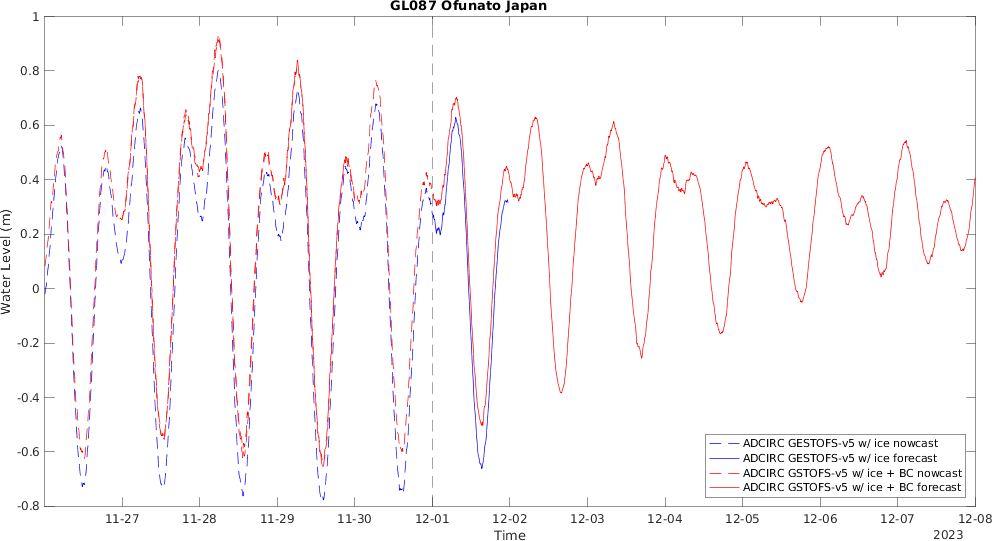 GL087 Ofunato Japan
1
0.8
0.6
0.4
0.2
0
-0.2
-0.4
-0.6
-0.8
Water Level (m)
11-27 11-28 11-29 11-30 12-01 12-02 12-03 12-04 12-05 12-06 12-07 12-08
Time
2023
ADCIRC GESTOFS-v5 w/ ice nowcast
ADCIRC GESTOFS-v5 w/ ice forecast
ADCIRC GSTOFS-v5 w/ ice + BC nowcast
ADCIRC GSTOFS-v5 w/ ice + BC forecast